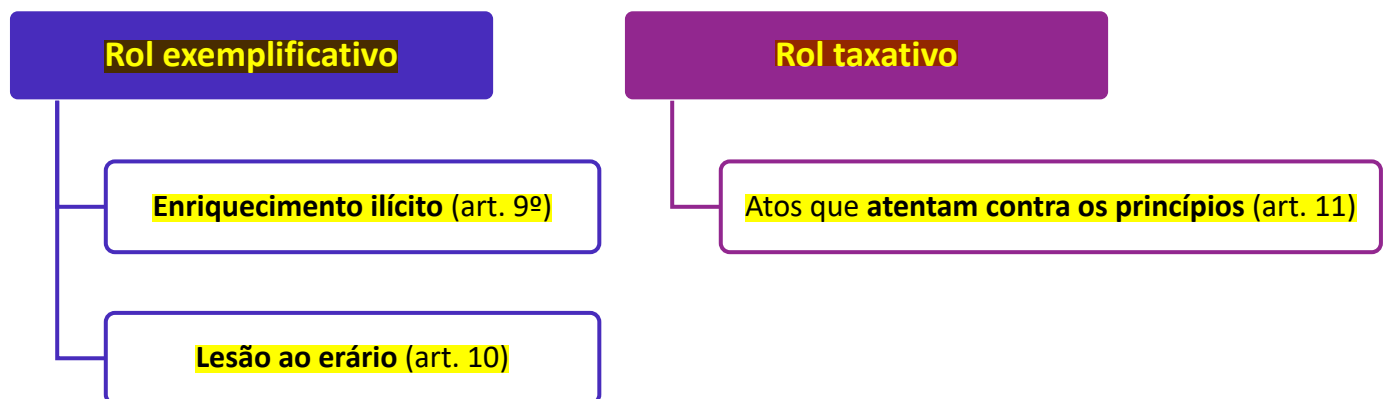 Rol exemplificativo
Enriquecimento ilícito (art. 9º)
Lesão ao erário (art. 10)
Rol taxativo
Atos que atentam contra os princípios (art. 11)